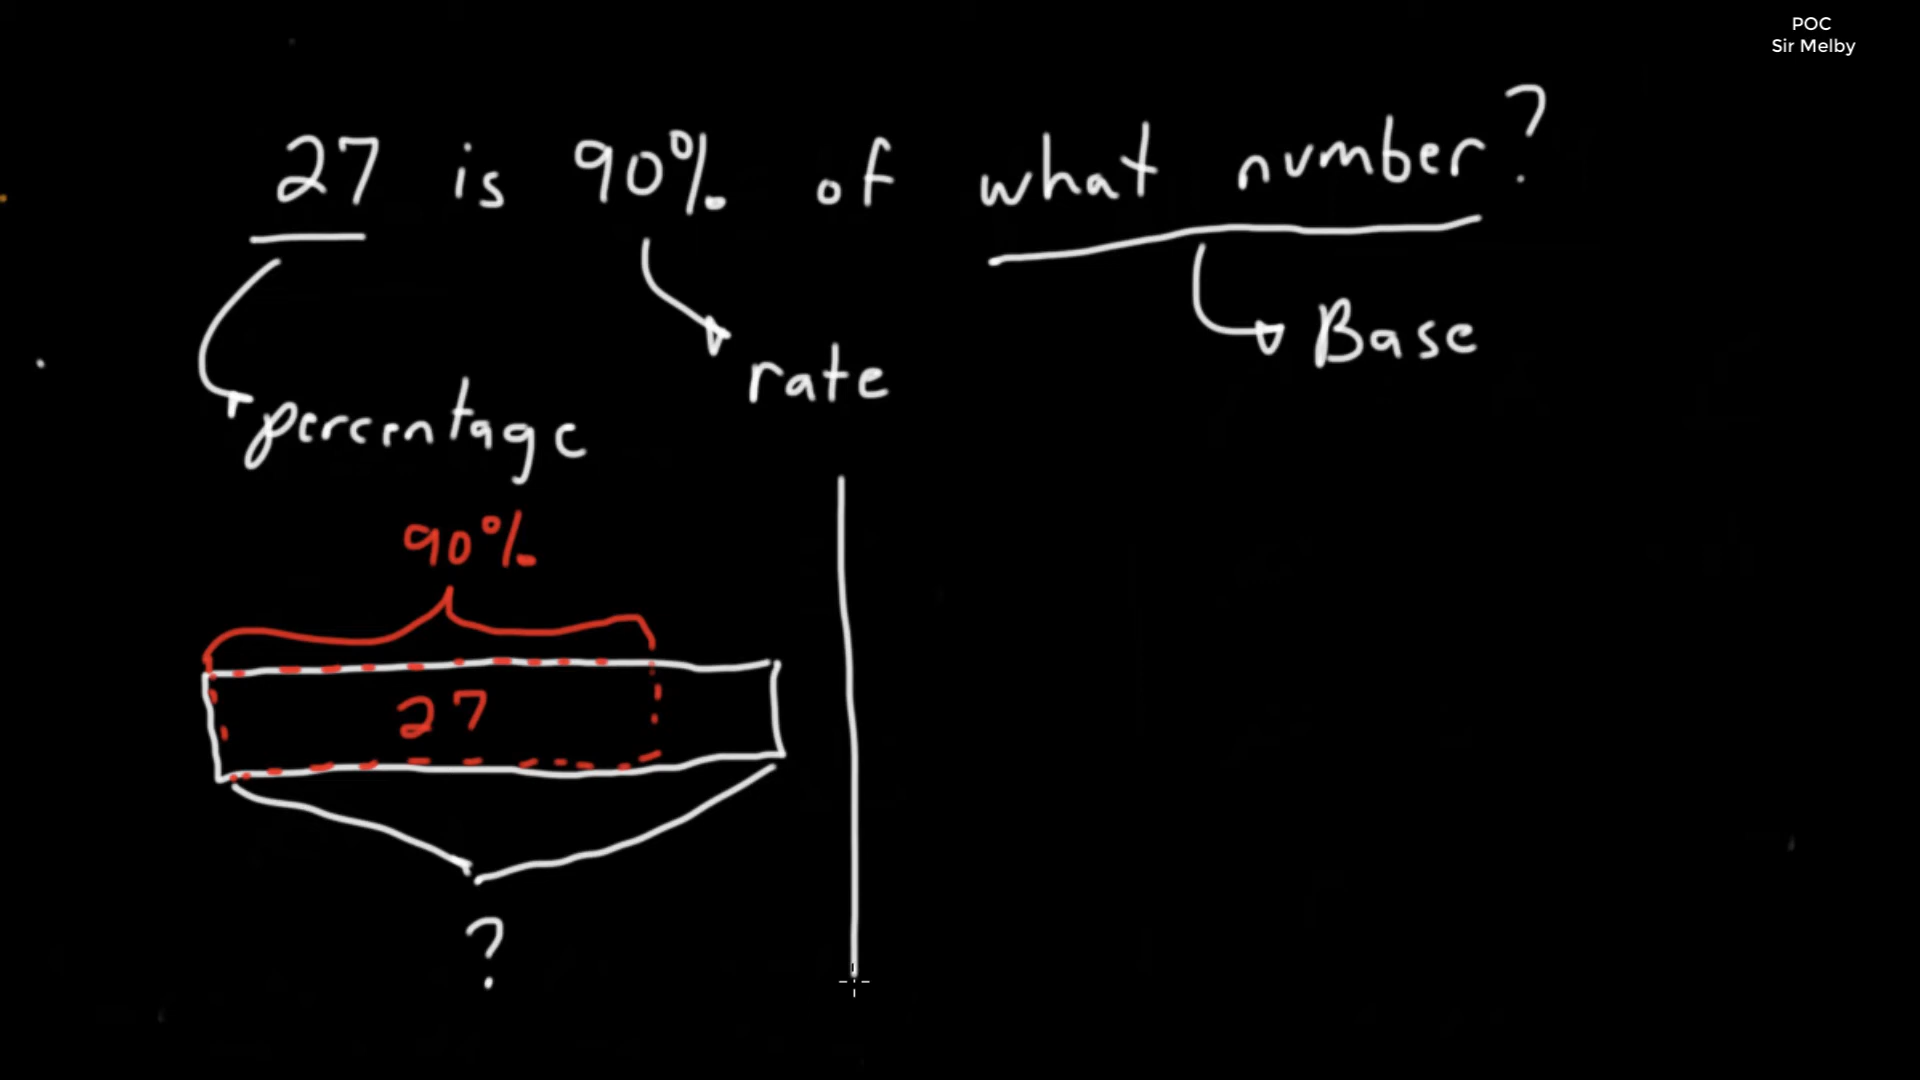 POC
Sir Melby
27 is 90% of what number?
Base
rate
percentage
90%
27
?